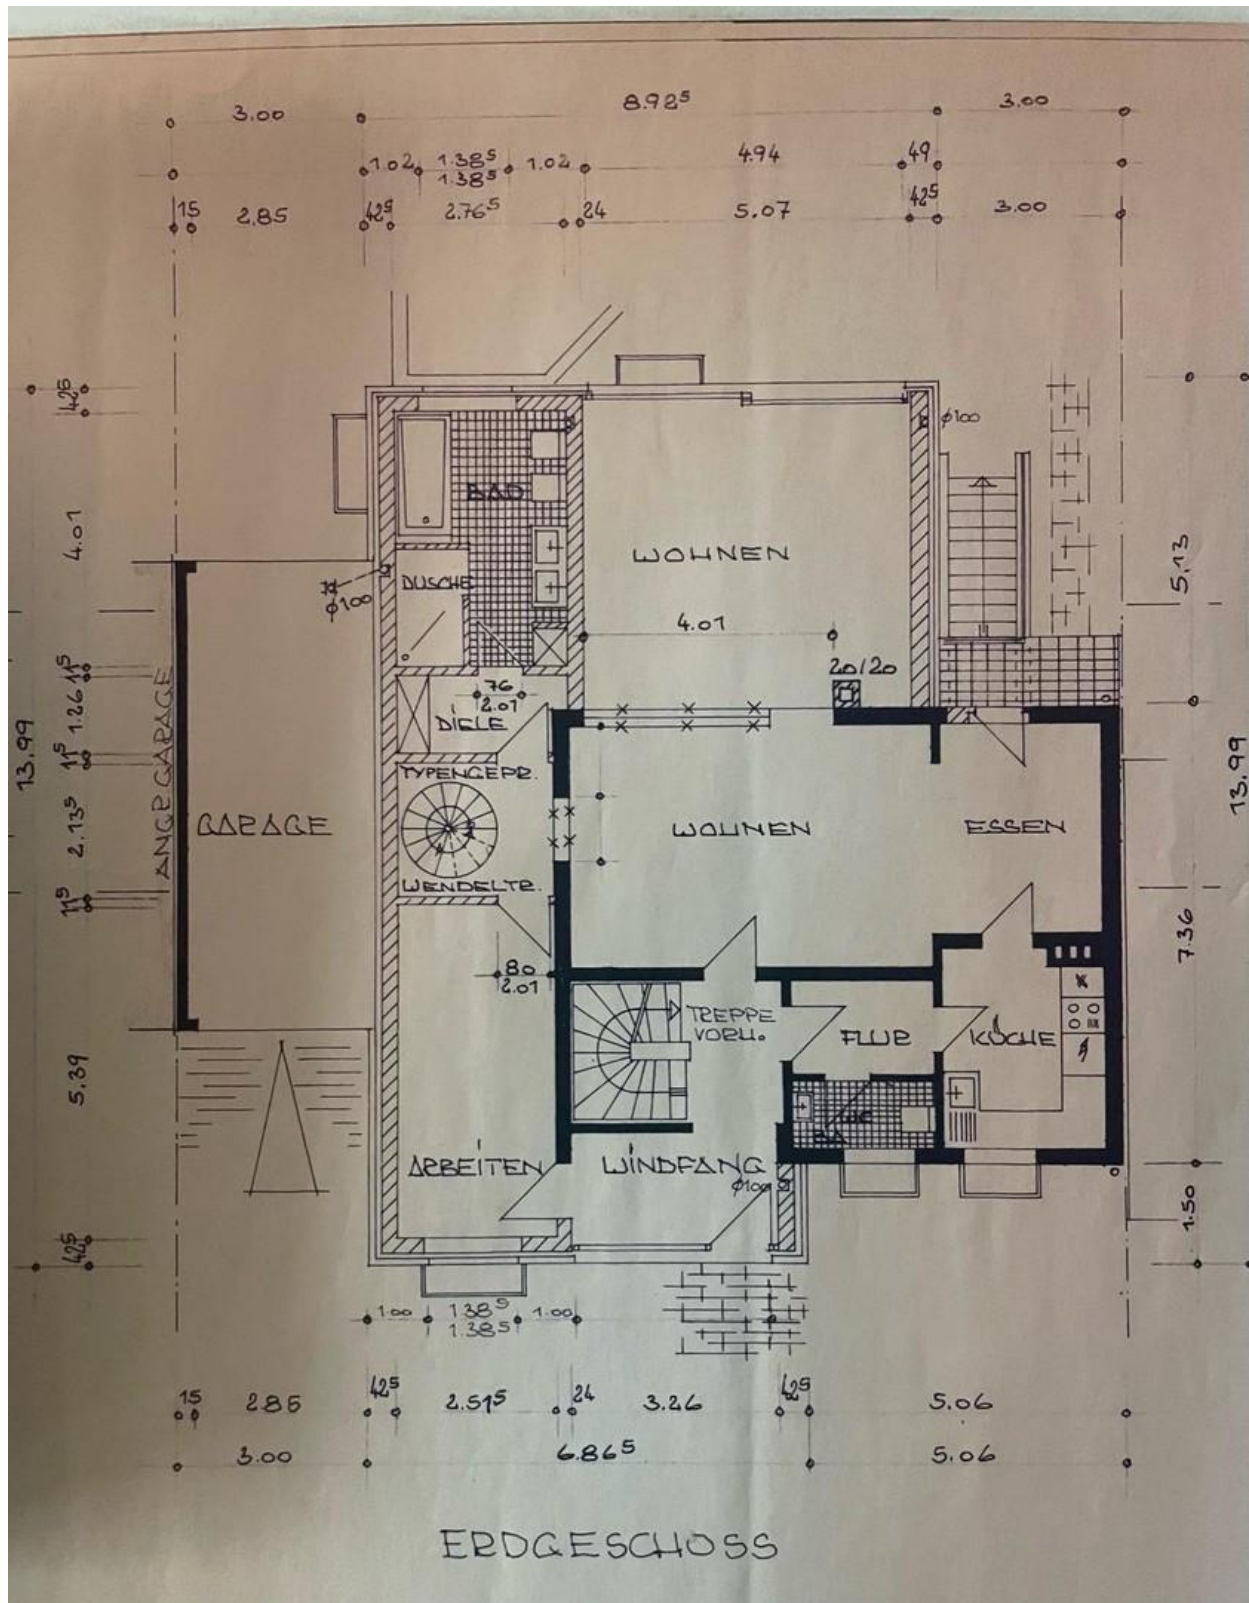 3.00 8.92⁵ 3.00
1.02 1.38⁵ 1.02 4.94 49
1.38⁵
15 2.85 42⁵ 2.76⁵ 24 5.07 42⁵ 3.00
42⁵
Ø100
4.01
BAD
WOHNEN
5.13
DUSCHE
Ø100
4.01
20/20
11⁵
76
2.01
1.26
DIELE
13.99
11⁵
ANGR.GARAGE
TYPENGEPR.
13.99
2.13⁵
GARAGE
WOHNEN
ESSEN
WENDELTR.
11⁵
7.36
80
2.01
TREPPE
VORH.
FLUR
KÜCHE
5.39
WC
BA
ARBEITEN
WINDFANG
Ø100
1.50
42⁵
1.00 1.38⁵ 1.00
1.38⁵
15 2.85 42⁵ 2.51⁵ 24 3.26 42⁵ 5.06
3.00 6.86⁵ 5.06
ERDGESCHOSS